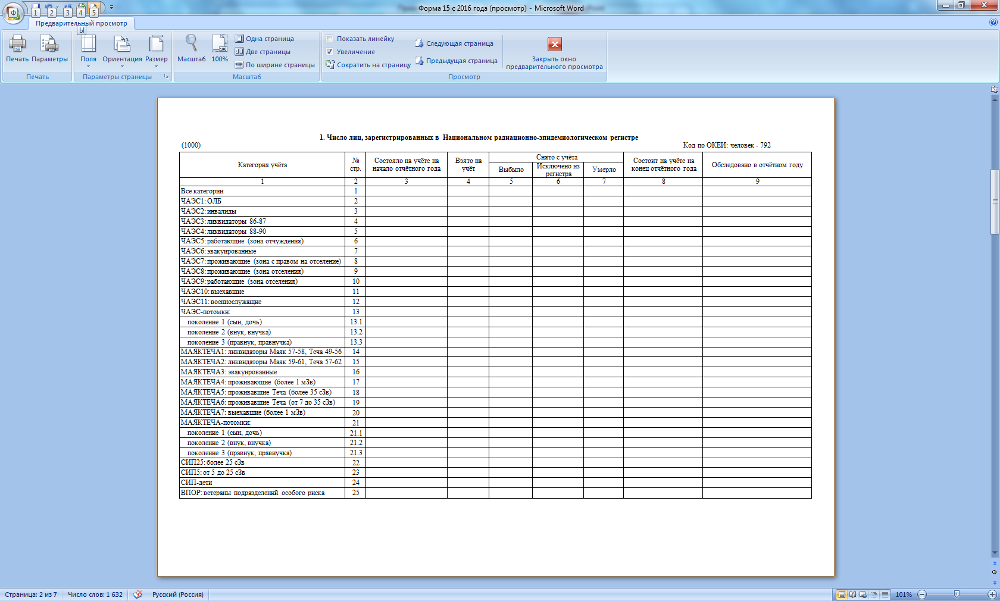 Форма 15 с 2016 года (просмотр) - Microsoft Word
Ф 1 2 3 4 5
Предварительный просмотр
Ы
Печать Параметры
Печать
Поля Ориентация Размер
Параметры страницы
Масштаб 100%
100
Одна страница
Две страницы
По ширине страницы
Масштаб
Показать линейку
Увеличение
Сократить на страницу
Следующая страница
Предыдущая страница
Закрыть окно
предварительного просмотра
Просмотр
1. Число лиц, зарегистрированных в Национальном радиационно-эпидемиологическом регистре
(1000) Код по ОКЕИ: человек - 792
Категория учёта
№
стр.
Состояло на учёте на
начало отчётного года
Взято на
учёт
Снято с учёта
Выбыло
Исключено из
регистра
Умерло
Состоит на учёте на
конец отчётного года
Обследовано в отчётном году
1 2 3 4 5 6 7 8 9
Все категории 1
ЧАЭС1: ОЛБ 2
ЧАЭС2: инвалиды 3
ЧАЭС3: ликвидаторы 86-87 4
ЧАЭС4: ликвидаторы 88-90 5
ЧАЭС5: работающие (зона отчуждения) 6
ЧАЭС6: эвакуированные 7
ЧАЭС7: проживающие (зона с правом на отселение) 8
ЧАЭС8: проживающие (зона отселения) 9
ЧАЭС9: работающие (зона отселения) 10
ЧАЭС10: выехавшие 11
ЧАЭС11: военнослужащие 12
ЧАЭС-потомки: 13
поколение 1 (сын, дочь) 13.1
поколение 2 (внук, внучка) 13.2
поколение 3 (правнук, правнучка) 13.3
МАЯКТЕЧА1: ликвидаторы Маяк 57-58, Теча 49-56 14
МАЯКТЕЧА2: ликвидаторы Маяк 59-61, Теча 57-62 15
МАЯКТЕЧА3: эвакуированные 16
МАЯКТЕЧА4: проживающие (более 1 мЗв) 17
МАЯКТЕЧА5: проживавшие Теча (более 35 сЗв) 18
МАЯКТЕЧА6: проживавшие Теча (от 7 до 35 сЗв) 19
МАЯКТЕЧА7: выехавшие (более 1 мЗв) 20
МАЯКТЕЧА-потомки: 21
поколение 1 (сын, дочь) 21.1
поколение 2 (внук, внучка) 21.2
поколение 3 (правнук, правнучка) 21.3
СИП25: более 25 сЗв 22
СИП5: от 5 до 25 сЗв 23
СИП-дети 24
ВПОР: ветераны подразделений особого риска 25
Страница: 2 из 7 Число слов: 1 632 Русский (Россия) 101%